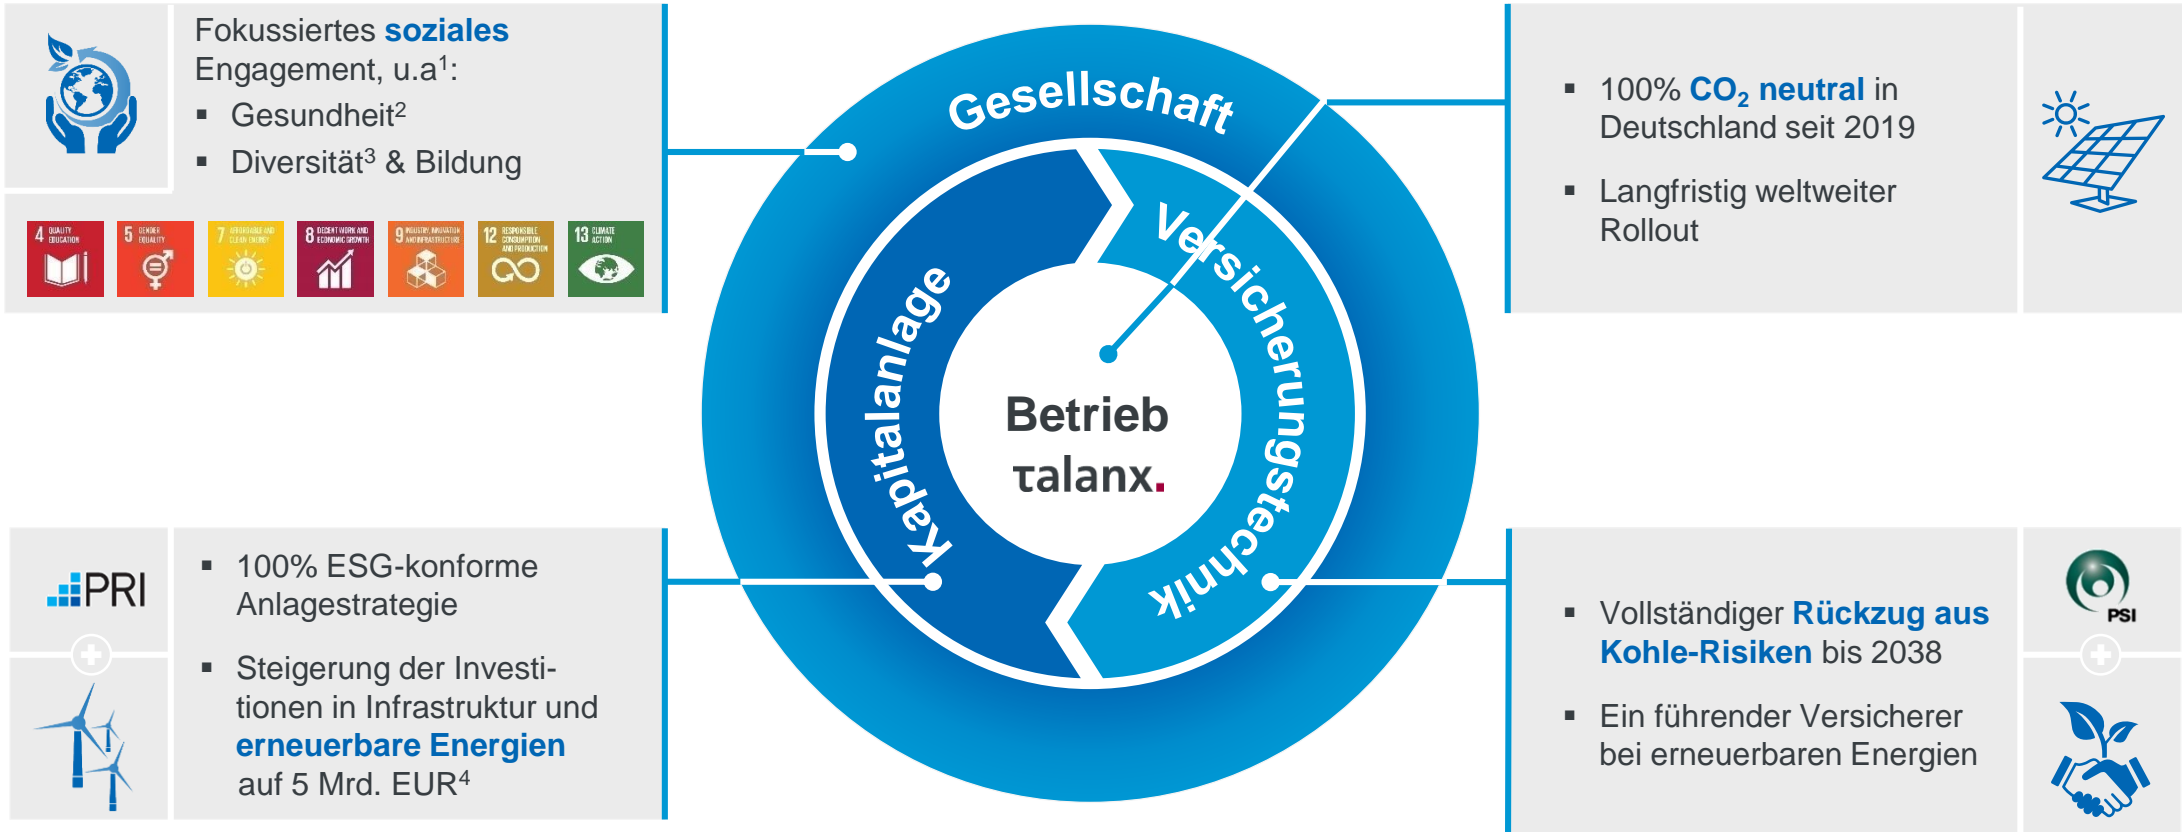 Fokussiertes soziales
Engagement, u.a¹:
▪ Gesundheit²
▪ Diversität³ & Bildung
4 QUALITY EDUCATION
5 GENDER EQUALITY
7 AFFORDABLE AND CLEAN ENERGY
8 DECENT WORK AND ECONOMIC GROWTH
9 INDUSTRY, INNOVATION AND INFRASTRUCTURE
12 RESPONSIBLE CONSUMPTION AND PRODUCTION
13 CLIMATE ACTION
Gesellschaft
Kapitalanlage
Versicherungstechnik
Betrieb
talanx.
▪ 100% CO₂ neutral in
Deutschland seit 2019
▪ Langfristig weltweiter
Rollout
PRI
▪ 100% ESG-konforme
Anlagestrategie
▪ Steigerung der Investi-
tionen in Infrastruktur und
erneuerbare Energien
auf 5 Mrd. EUR⁴
▪ Vollständiger Rückzug aus
Kohle-Risiken bis 2038
▪ Ein führender Versicherer
bei erneuerbaren Energien
PSI